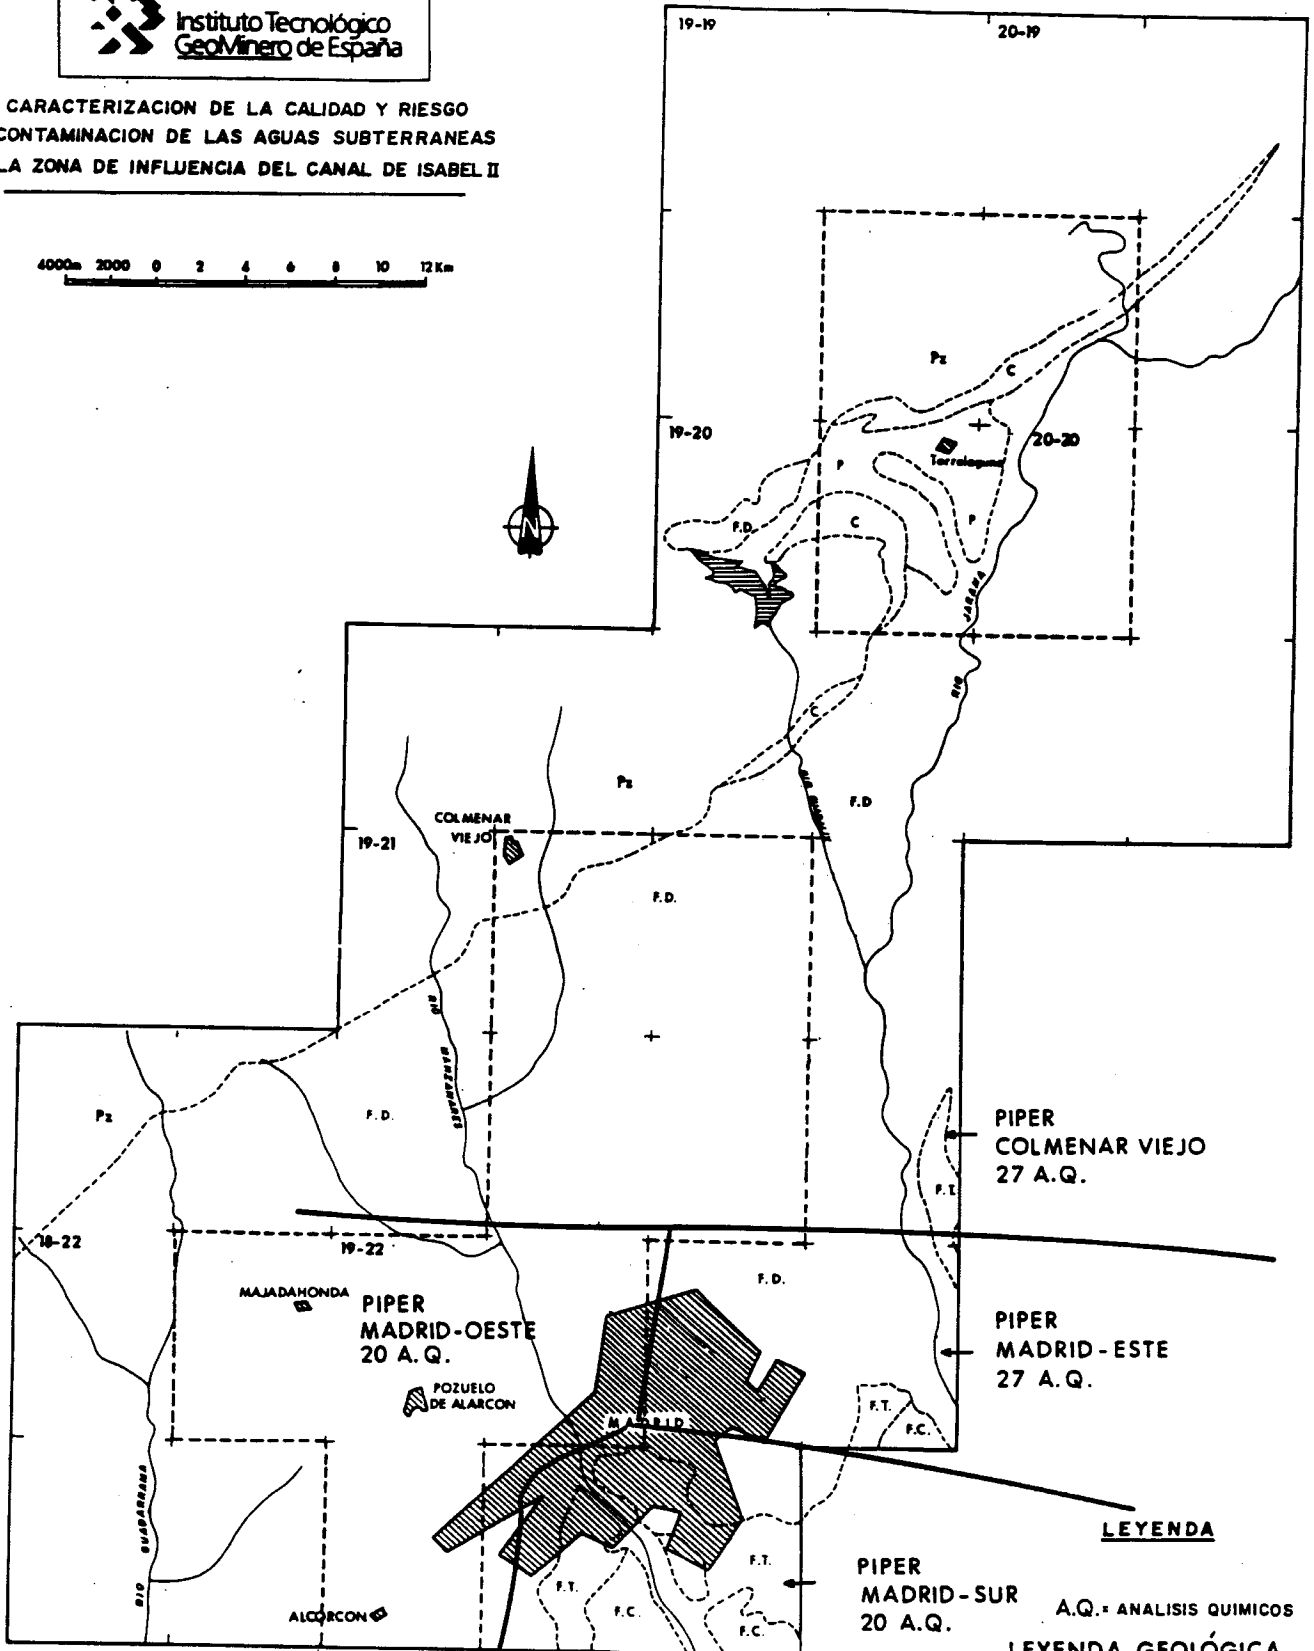 Instituto Tecnológico
GeoMinero de España
CARACTERIZACION DE LA CALIDAD Y RIESGO
CONTAMINACION DE LAS AGUAS SUBTERRANEAS
LA ZONA DE INFLUENCIA DEL CANAL DE ISABEL II
4000m 2000 0 2 4 6 8 10 12 Km
19-19
20-19
Pz
C
19-20
20-20
Torrelaguna
P
F.D.
C
P
N
RIO JARAMA
C
Pz
F.D
COLMENAR
VIEJO
19-21
F.D.
RIO MANZANARES
Pz
F.D.
PIPER
COLMENAR VIEJO
27 A.Q.
F.T.
18-22
19-22
F.D.
MAJADAHONDA
PIPER
MADRID-OESTE
20 A.Q.
PIPER
MADRID-ESTE
27 A.Q.
POZUELO
DE ALARCON
MADRID
F.T.
F.C.
RIO GUADARRAMA
LEYENDA
F.T.
PIPER
MADRID-SUR
20 A.Q.
F.T.
F.C.
F.C.
ALCORCON
A.Q.= ANALISIS QUIMICOS
LEYENDA GEOLÓGICA